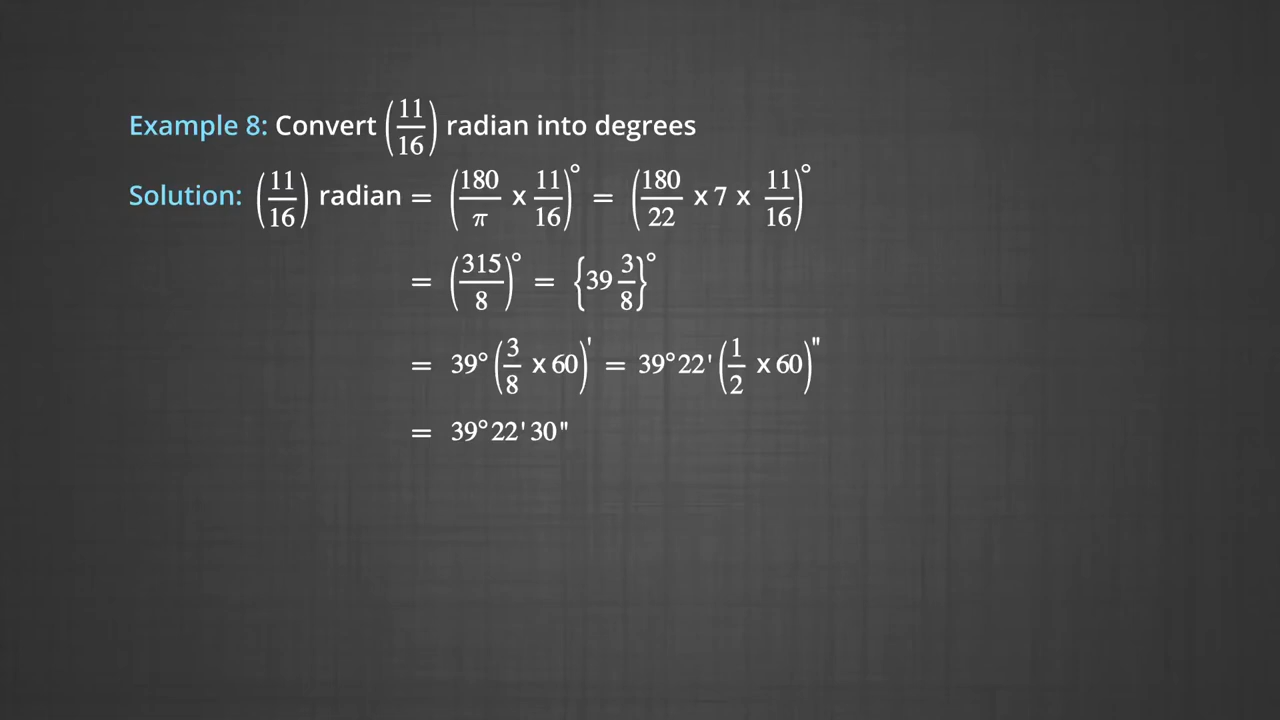 Example 8: Convert (11/16) radian into degrees
Solution: (11/16) radian = (180/π x 11/16)° = (180/22 x 7 x 11/16)°
= (315/8)° = {39 3/8}°
= 39° (3/8 x 60)' = 39° 22' (1/2 x 60)"
= 39° 22' 30"